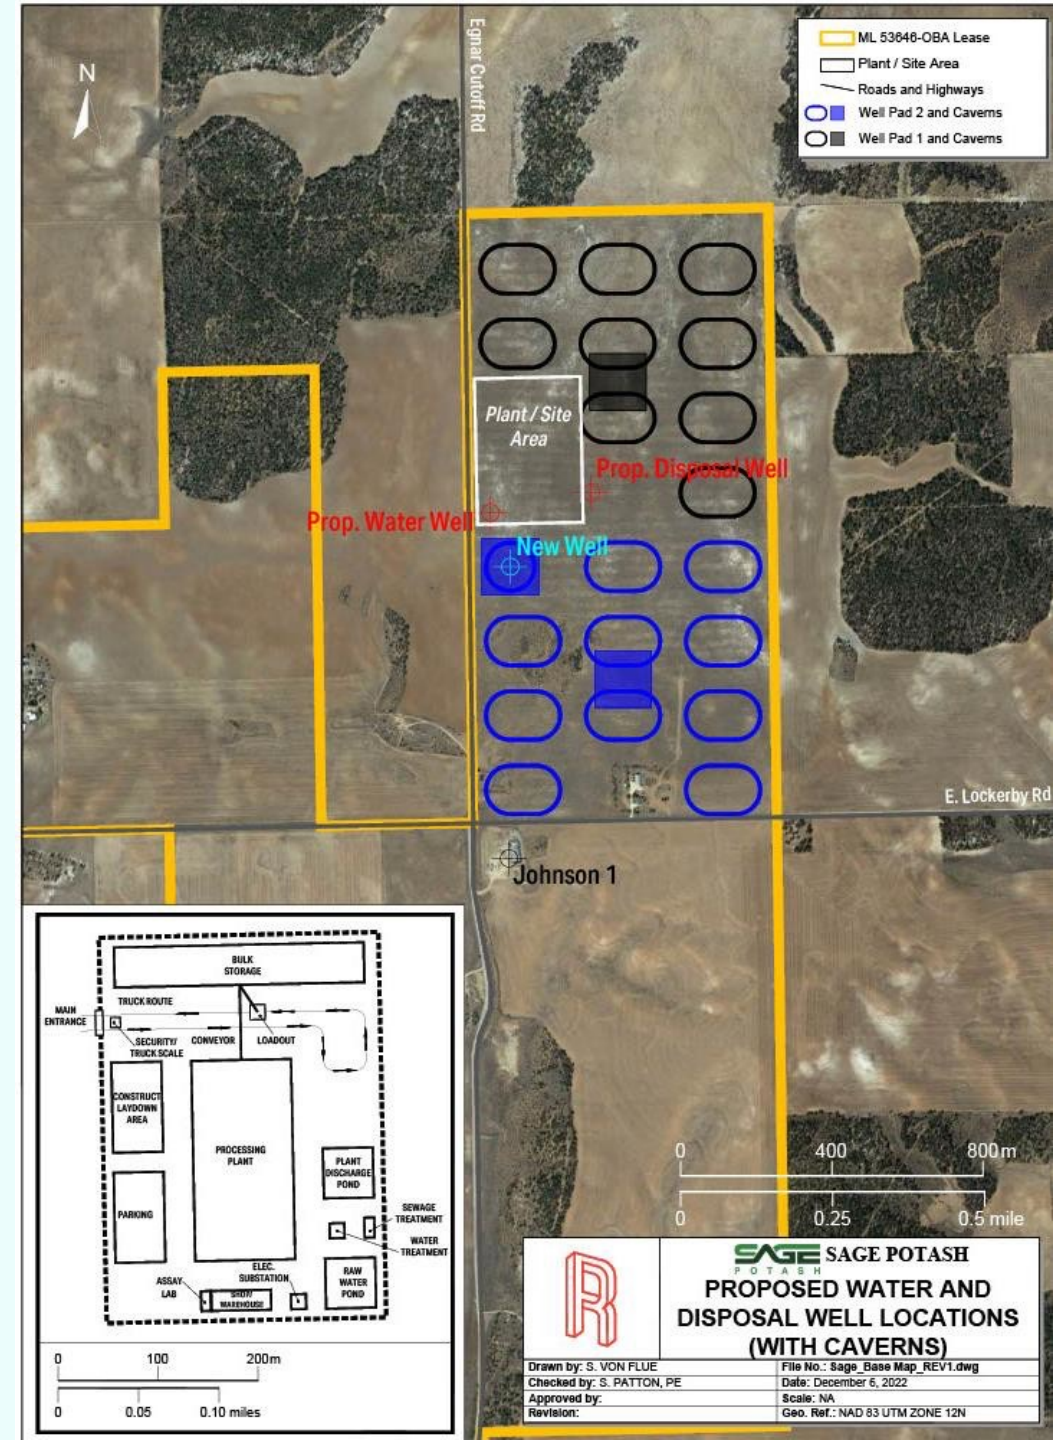 N
Egnar Cutoff Rd
ML 53646-OBA Lease
Plant / Site Area
Roads and Highways
Well Pad 2 and Caverns
Well Pad 1 and Caverns
Plant / Site
Area
Prop. Disposal Well
Prop. Water Well
New Well
E. Lockerby Rd
Johnson 1
BULK
STORAGE
TRUCK ROUTE
MAIN
ENTRANCE
SECURITY/
TRUCK SCALE
CONVEYOR
LOADOUT
CONSTRUCT
LAYDOWN
AREA
PROCESSING
PLANT
PLANT
DISCHARGE
POND
PARKING
SEWAGE
TREATMENT
WATER
TREATMENT
ELEC.
SUBSTATION
ASSAY
LAB
WAREHOUSE
RAW
WATER
POND
0 100 200m
0 0.05 0.10 miles
0 400 800m
0 0.25 0.5 mile
SAGE POTASH SAGE POTASH
PROPOSED WATER AND
DISPOSAL WELL LOCATIONS
(WITH CAVERNS)
Drawn by: S. VON FLUE
File No.: Sage_Base Map_REV1.dwg
Checked by: S. PATTON, PE
Date: December 6, 2022
Approved by:
Scale: NA
Revision:
Geo. Ref.: NAD 83 UTM ZONE 12N